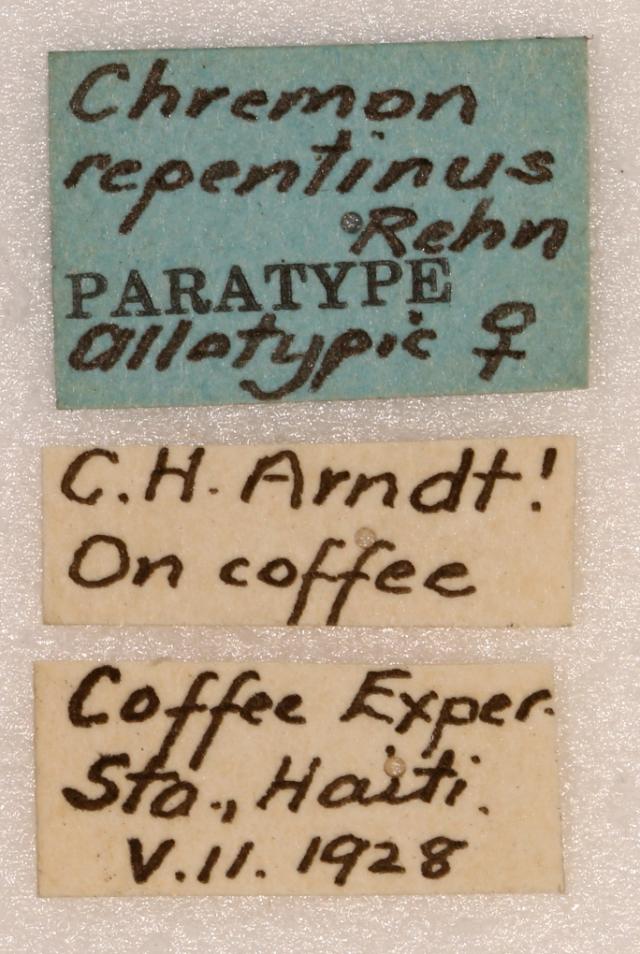 Chremon
repentinus
Rehn
PARATYPE
allotypic ♀
C.H. Arndt!
On coffee
Coffee Exper.
Sta., Haiti.
V.11. 1928